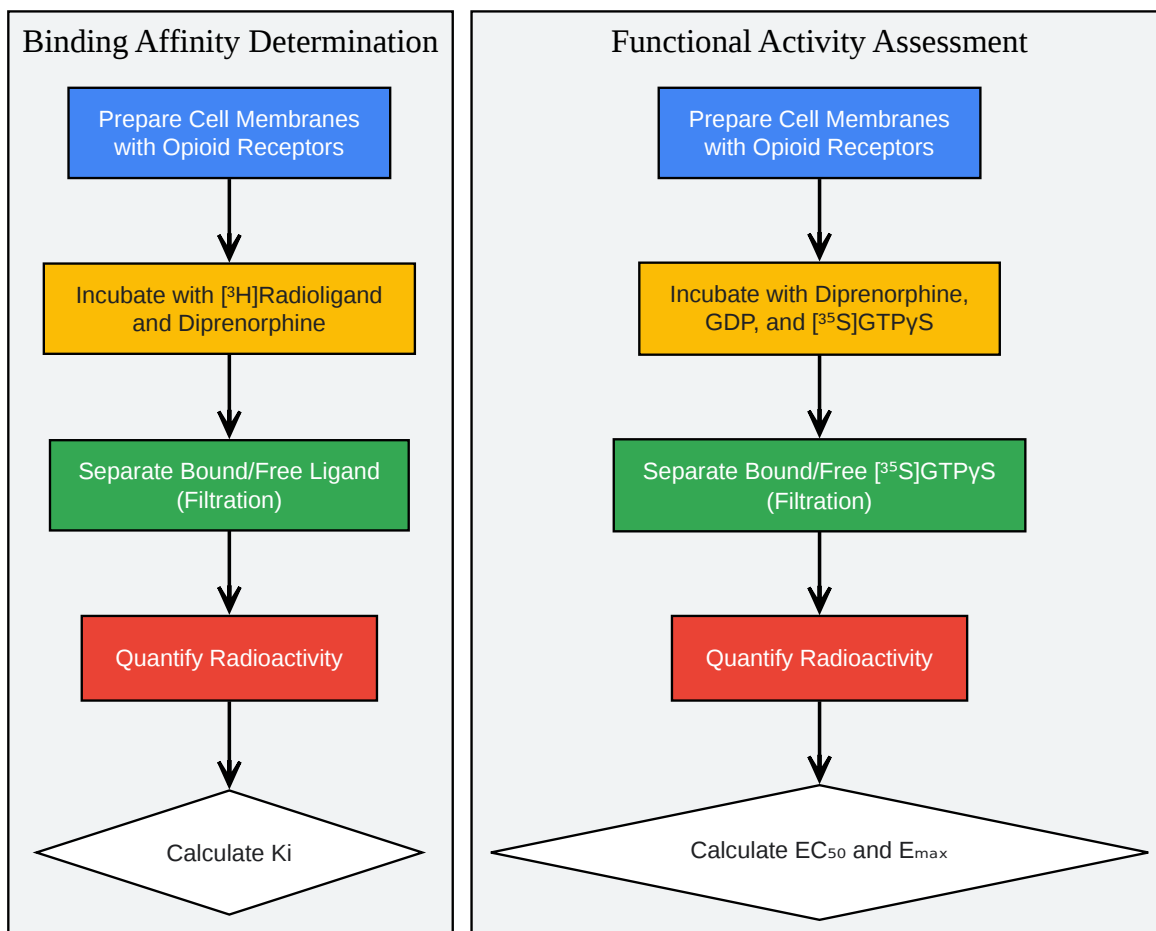 Binding Affinity Determination
Prepare Cell Membranes
with Opioid Receptors
Incubate with [³H]Radioligand
and Diprenorphine
Separate Bound/Free Ligand
(Filtration)
Quantify Radioactivity
Calculate Ki
Functional Activity Assessment
Prepare Cell Membranes
with Opioid Receptors
Incubate with Diprenorphine,
GDP, and [³⁵S]GTPγS
Separate Bound/Free [³⁵S]GTPγS
(Filtration)
Quantify Radioactivity
Calculate EC₅₀ and Eₘₐₓ